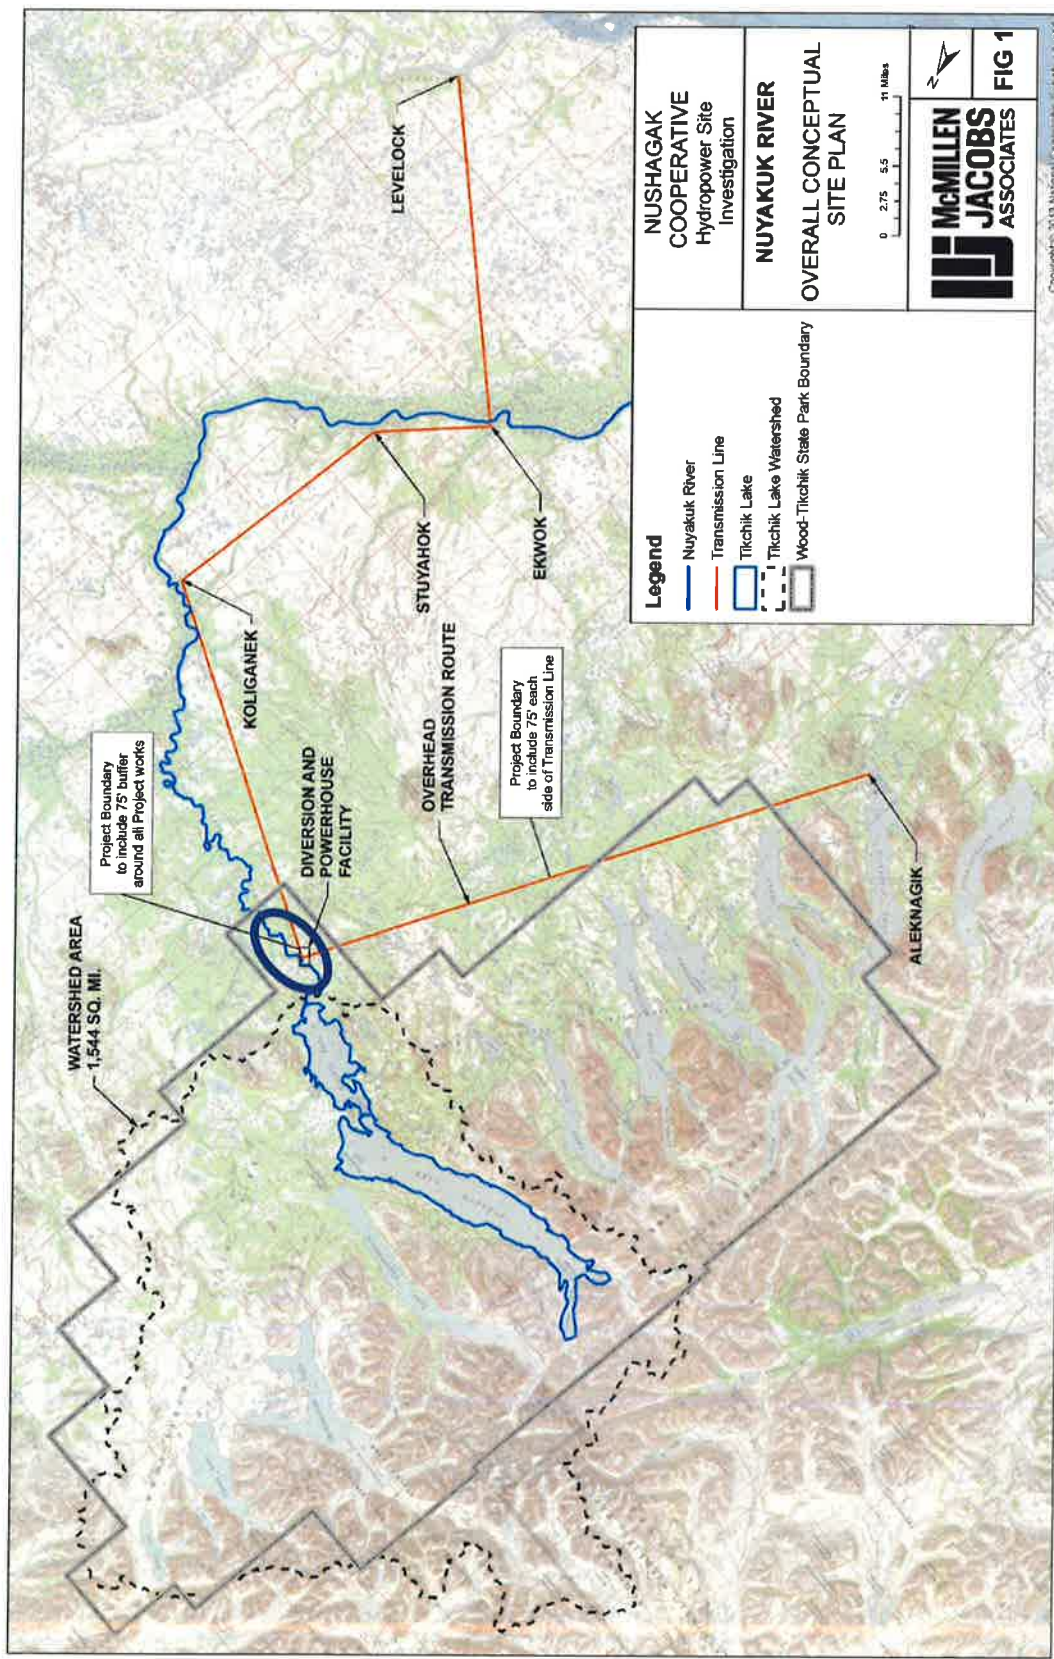 WATERSHED AREA
1,544 SQ. MI.
Project Boundary
to include 75' buffer
around all Project works
DIVERSION AND
POWERHOUSE
FACILITY
KOLIGANEK
STUYAHOK
EKWOK
LEVELOCK
OVERHEAD
TRANSMISSION ROUTE
Project Boundary
to include 75' each
side of Transmission Line
ALEKNAGIK
Legend
Nuyakuk River
Transmission Line
Tikchik Lake
Tikchik Lake Watershed
Wood-Tikchik State Park Boundary
NUSHAGAK
COOPERATIVE
Hydropower Site
Investigation
NUYAKUK RIVER
OVERALL CONCEPTUAL
SITE PLAN
0 2.75 5.5 11 Miles
McMILLEN
JACOBS
ASSOCIATES
N
FIG 1